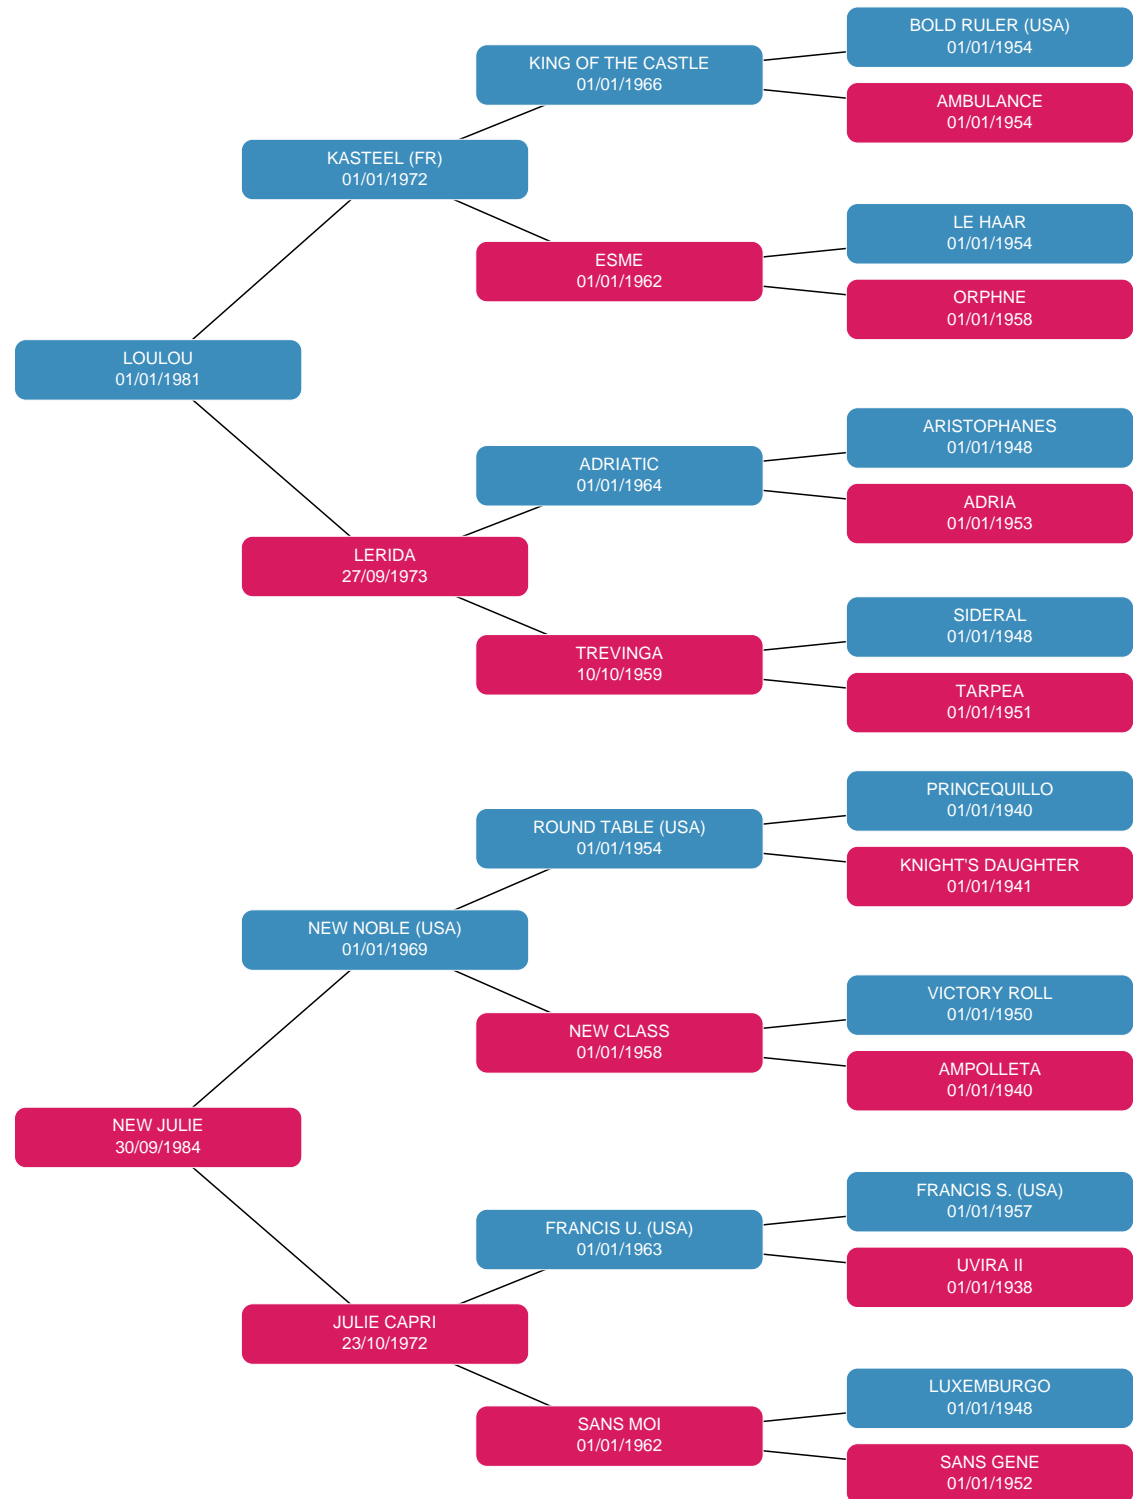 BOLD RULER (USA)
01/01/1954
KING OF THE CASTLE
01/01/1966
AMBULANCE
01/01/1954
KASTEEL (FR)
01/01/1972
LE HAAR
01/01/1954
ESME
01/01/1962
ORPHNE
01/01/1958
LOULOU
01/01/1981
ARISTOPHANES
01/01/1948
ADRIATIC
01/01/1964
ADRIA
01/01/1953
LERIDA
27/09/1973
SIDERAL
01/01/1948
TREVINGA
10/10/1959
TARPEA
01/01/1951
PRINCEQUILLO
01/01/1940
ROUND TABLE (USA)
01/01/1954
KNIGHT'S DAUGHTER
01/01/1941
NEW NOBLE (USA)
01/01/1969
VICTORY ROLL
01/01/1950
NEW CLASS
01/01/1958
AMPOLLETA
01/01/1940
NEW JULIE
30/09/1984
FRANCIS S. (USA)
01/01/1957
FRANCIS U. (USA)
01/01/1963
UVIRA II
01/01/1938
JULIE CAPRI
23/10/1972
LUXEMBURGO
01/01/1948
SANS MOI
01/01/1962
SANS GENE
01/01/1952